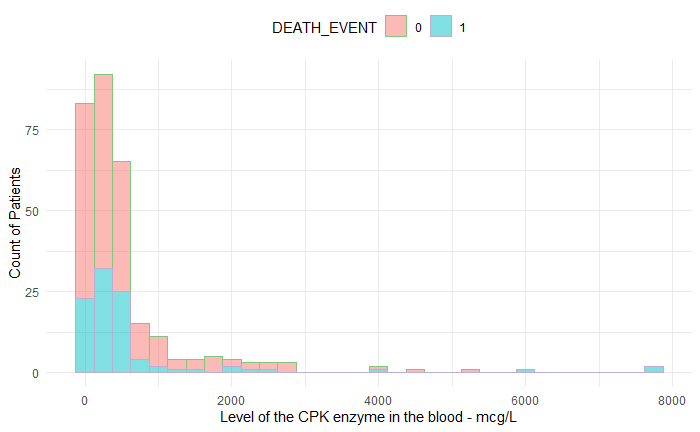 DEATH_EVENT 0 1
Count of Patients
75
50
25
0
0 2000 4000 6000 8000
Level of the CPK enzyme in the blood - mcg/L